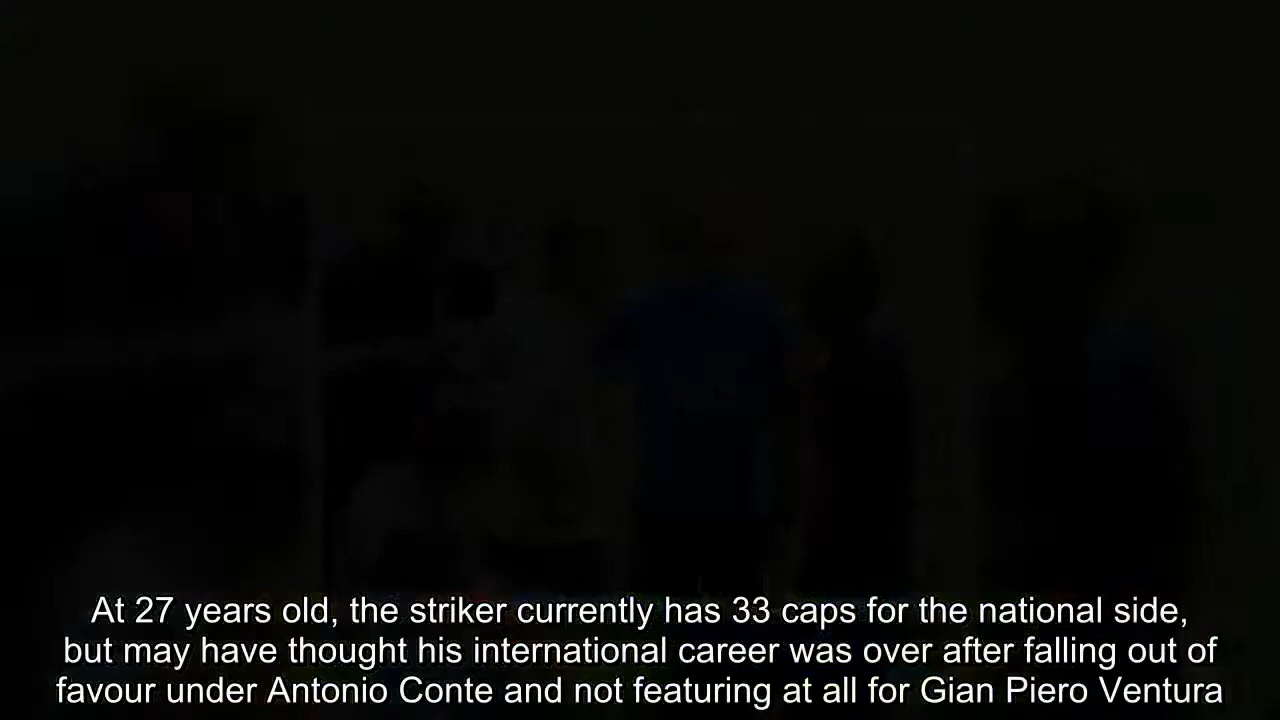 At 27 years old, the striker currently has 33 caps for the national side,
but may have thought his international career was over after falling out of
favour under Antonio Conte and not featuring at all for Gian Piero Ventura